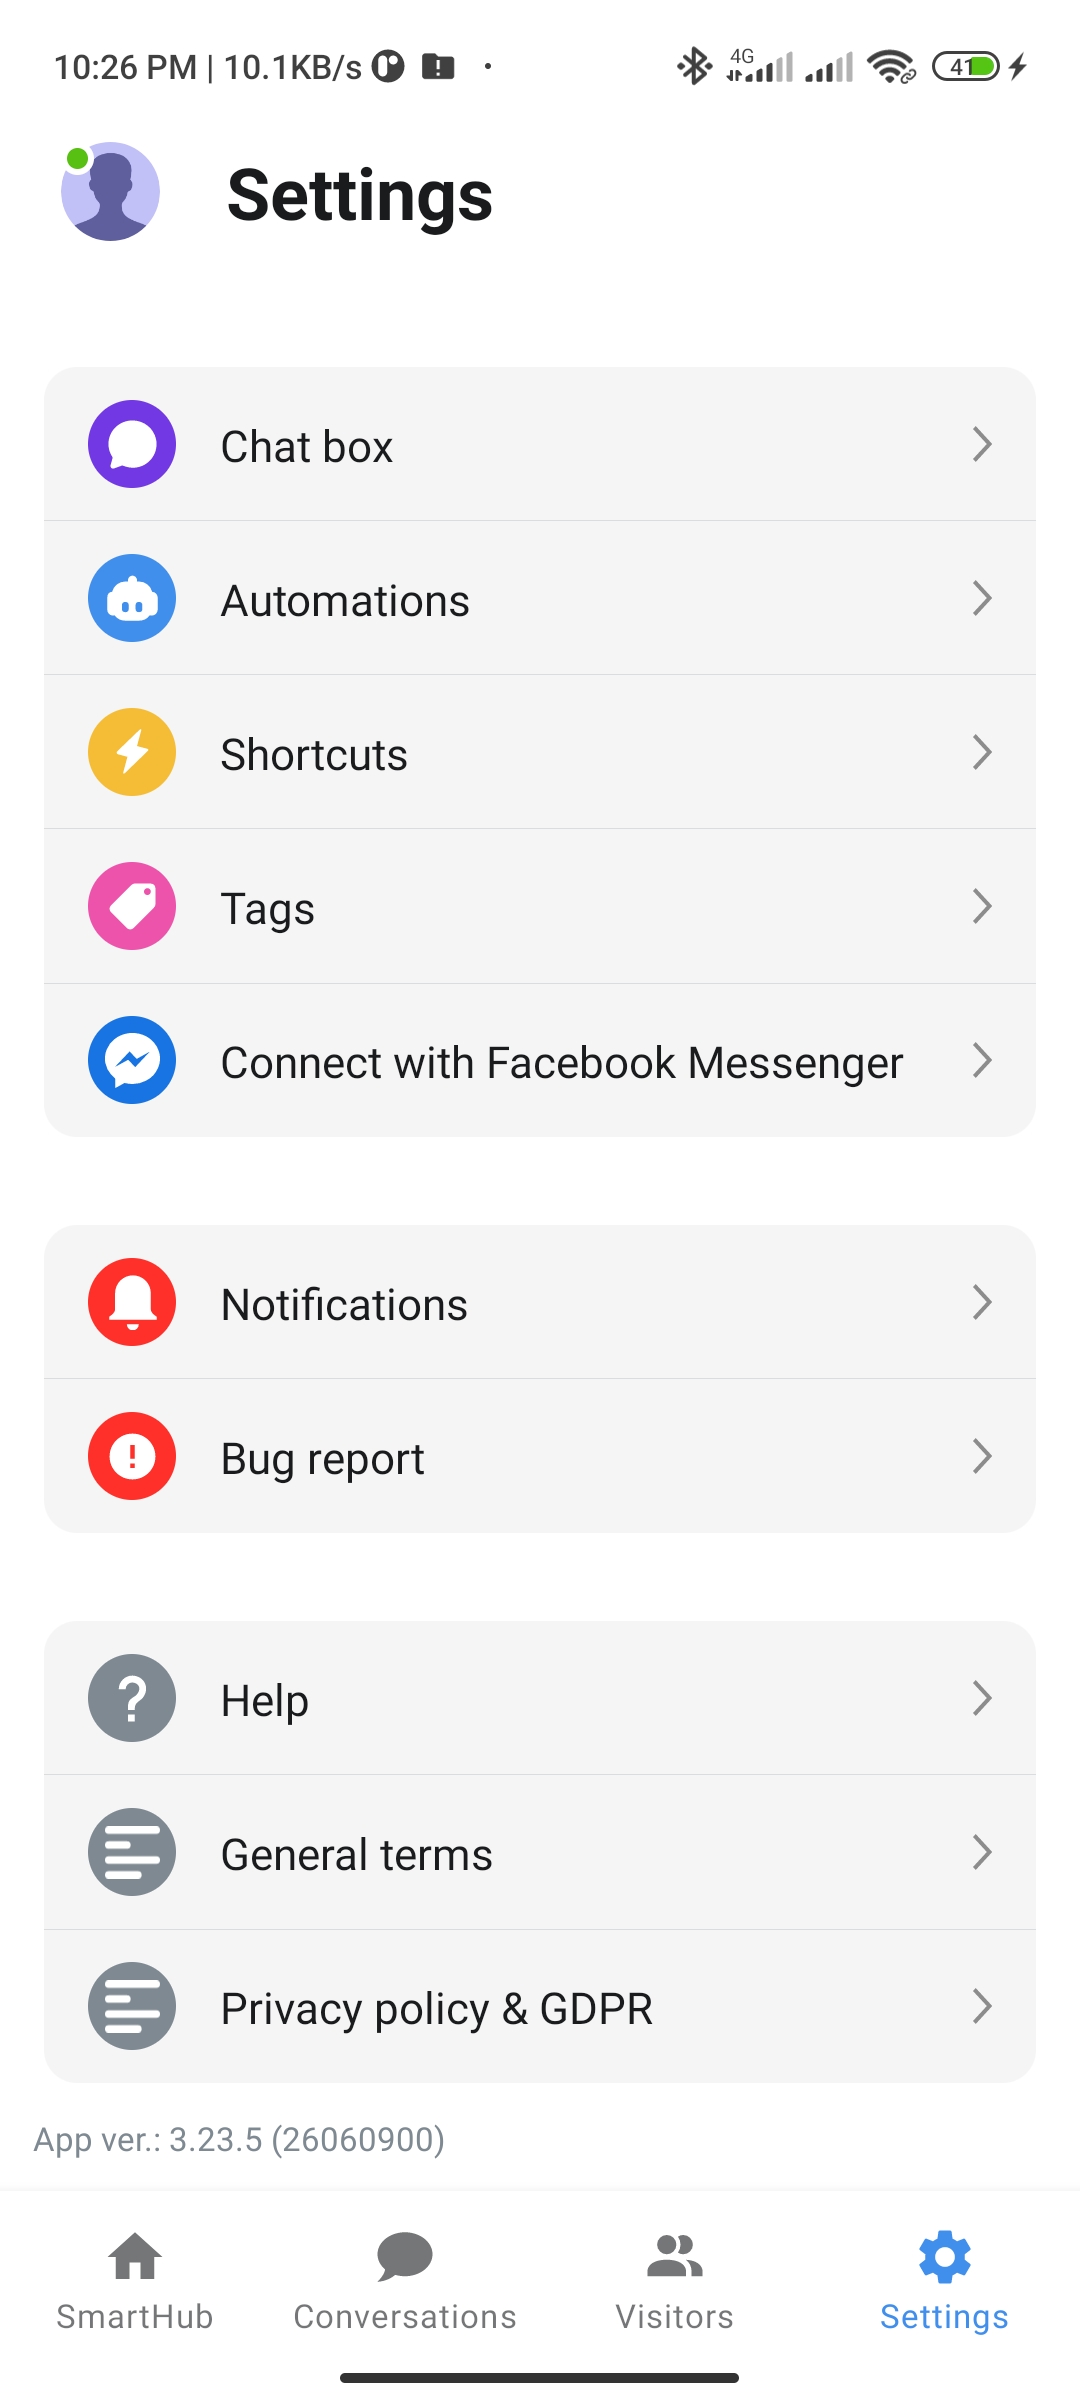 10:26 PM | 10.1KB/s
4G
41
Settings
Chat box
Automations
Shortcuts
Tags
Connect with Facebook Messenger
Notifications
Bug report
Help
General terms
Privacy policy & GDPR
App ver.: 3.23.5 (26060900)
SmartHub
Conversations
Visitors
Settings